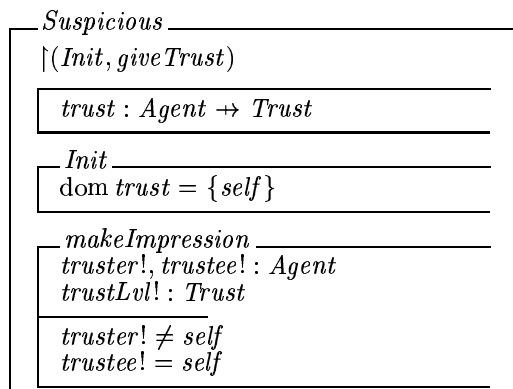 Suspicious
↾(Init, giveTrust)
trust : Agent ⇸ Trust
Init
dom trust = {self}
makeImpression
truster!, trustee! : Agent
trustLvl! : Trust
truster! ≠ self
trustee! = self